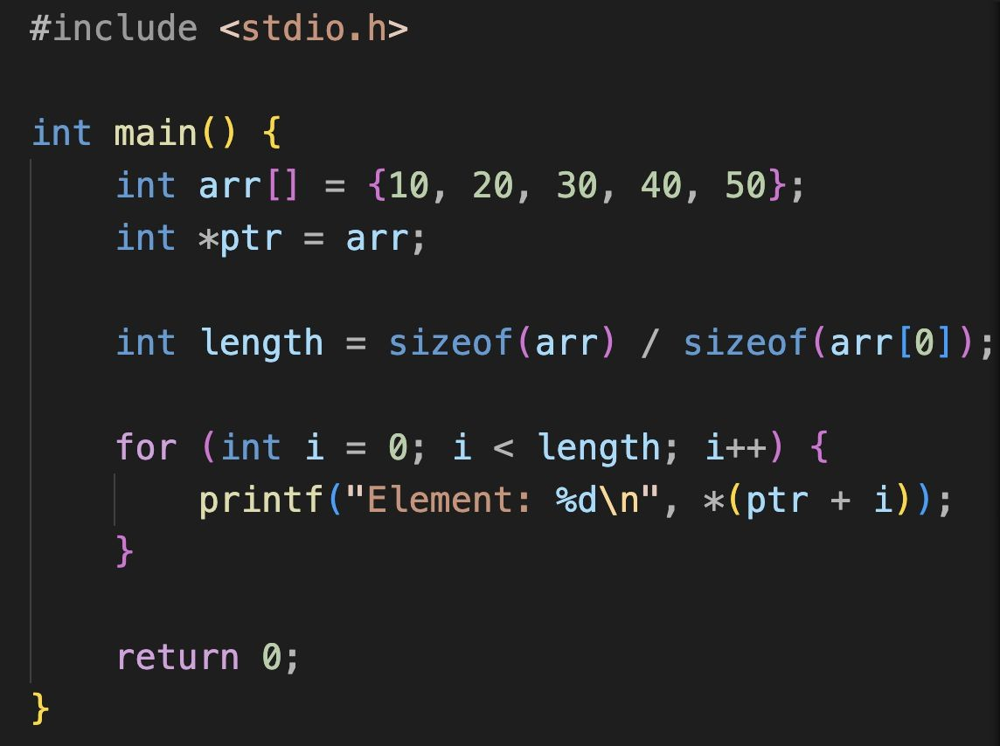 #include <stdio.h>
int main() {
    int arr[] = {10, 20, 30, 40, 50};
    int *ptr = arr;
    int length = sizeof(arr) / sizeof(arr[0]);
    for (int i = 0; i < length; i++) {
        printf("Element: %d\n", *(ptr + i));
    }
    return 0;
}